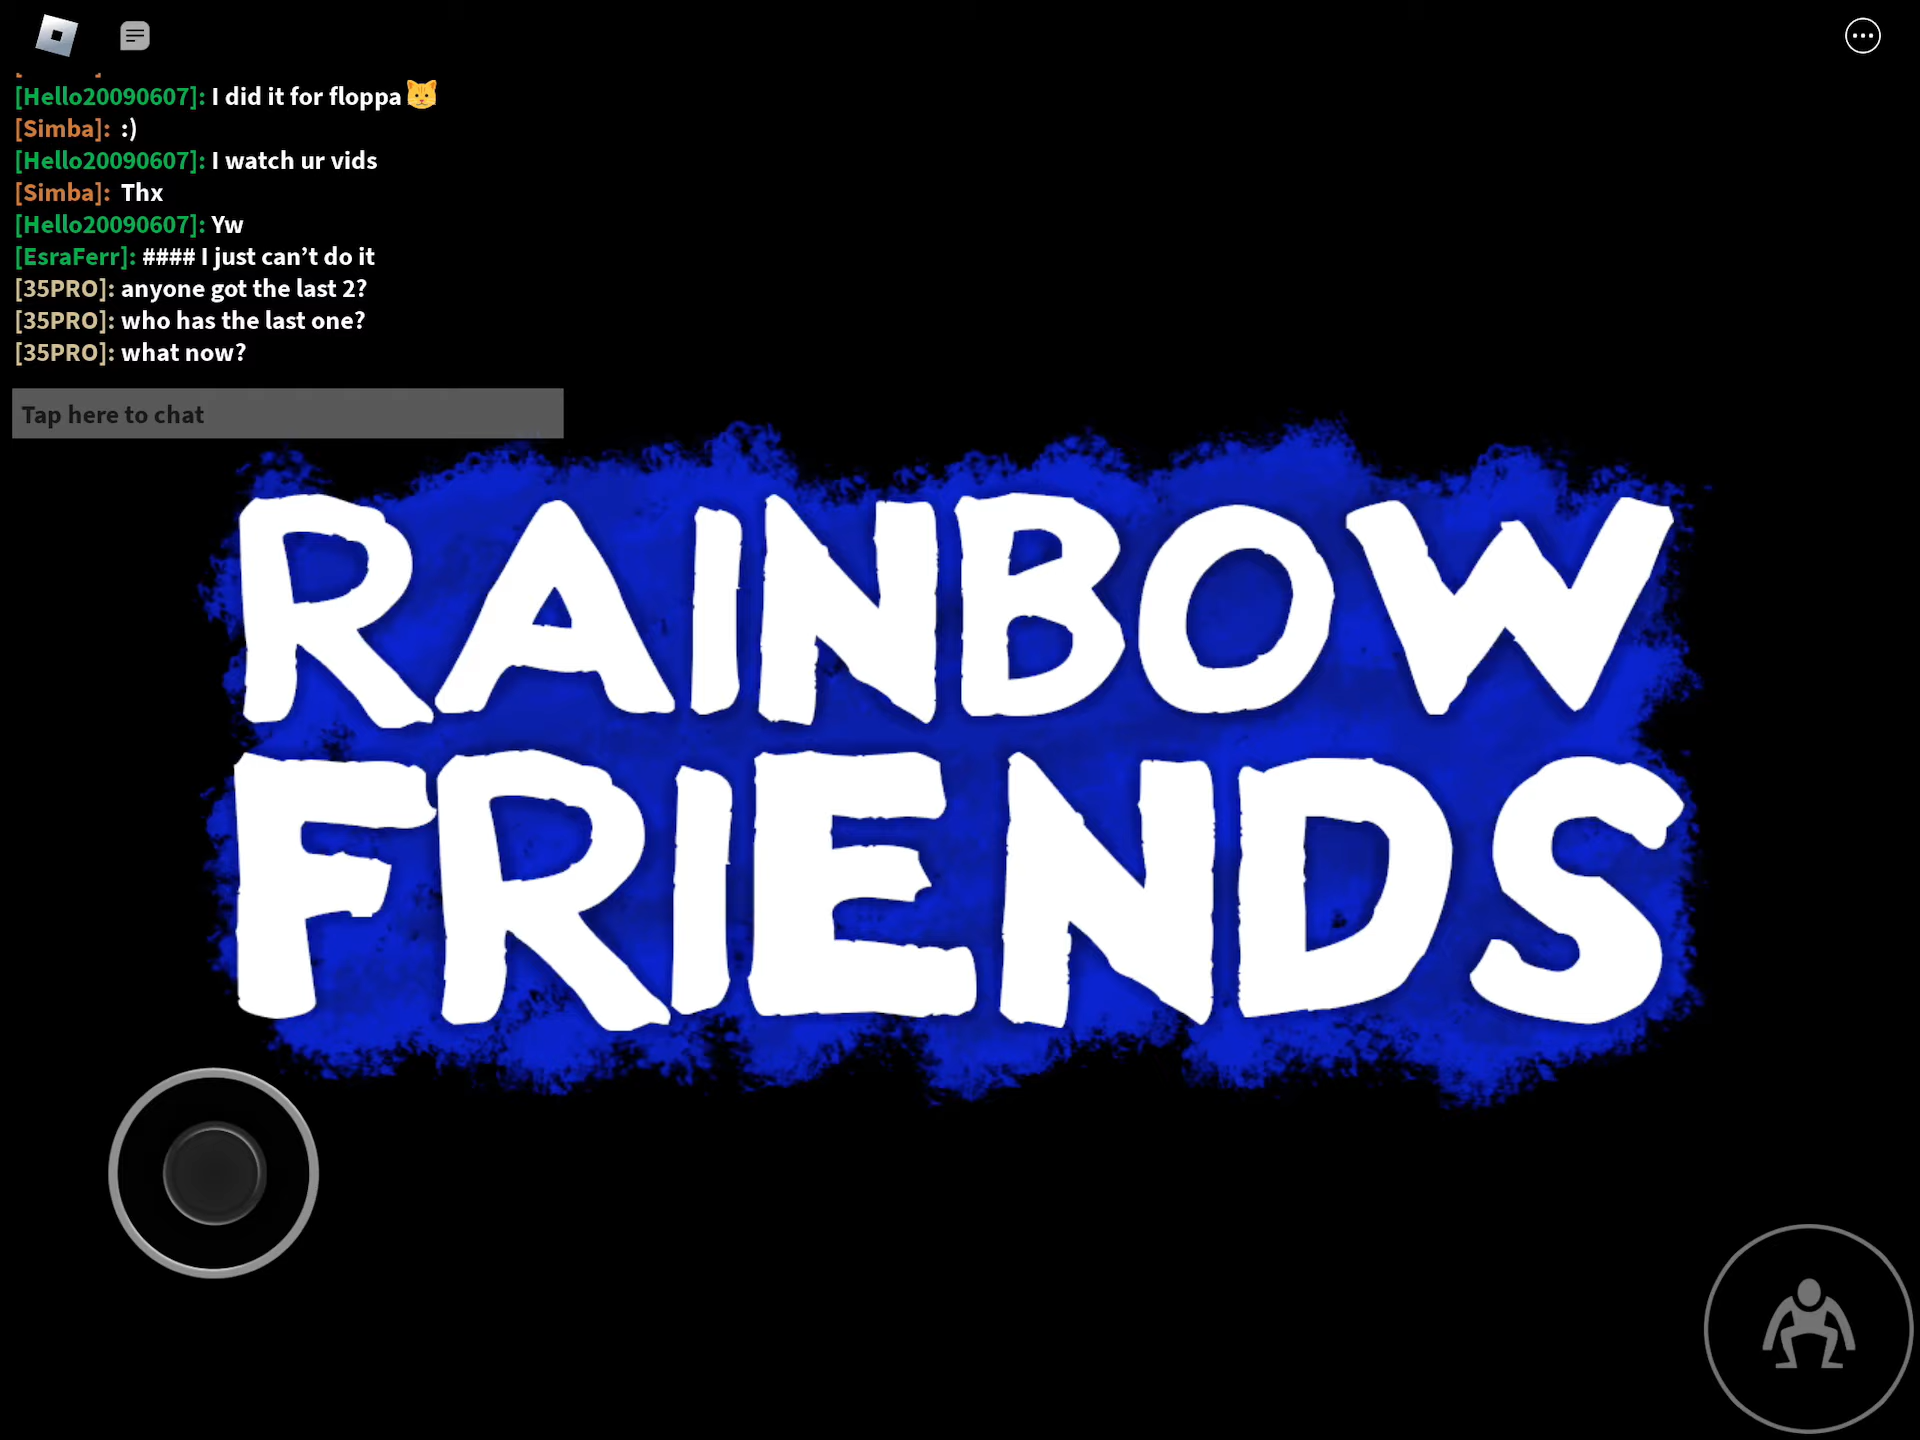 [Hello20090607]: I did it for floppa🐱
[Simba]: :)
[Hello20090607]: I watch ur vids
[Simba]: Thx
[Hello20090607]: Yw
[EsraFerr]: #### I just can’t do it
[35PRO]: anyone got the last 2?
[35PRO]: who has the last one?
[35PRO]: what now?
Tap here to chat
RAINBOW
FRIENDS